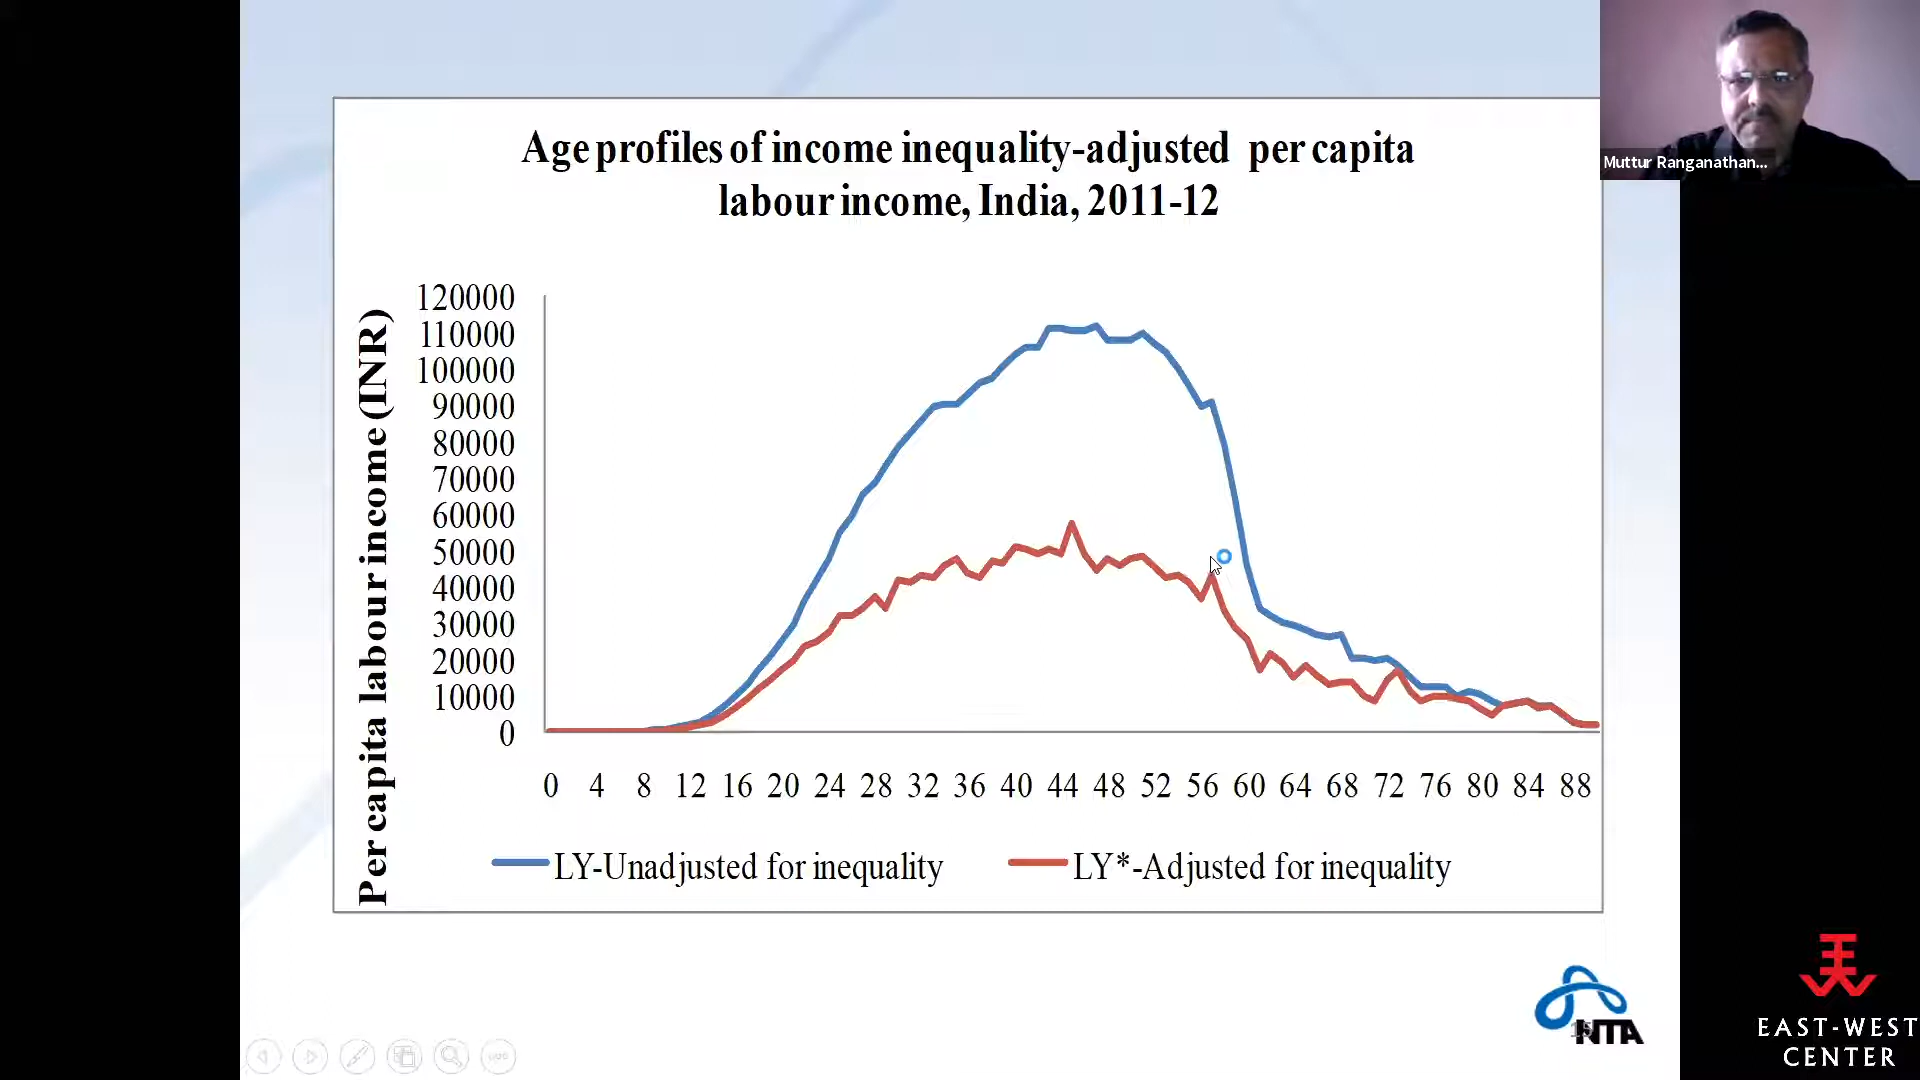 Age profiles of income inequality-adjusted per capita
labour income, India, 2011-12
Muttur Ranganathan...
Per capita labour income (INR)
120000
110000
100000
90000
80000
70000
60000
50000
40000
30000
20000
10000
0
0 4 8 12 16 20 24 28 32 36 40 44 48 52 56 60 64 68 72 76 80 84 88
LY-Unadjusted for inequality LY*-Adjusted for inequality
NTA
EAST-WEST
CENTER